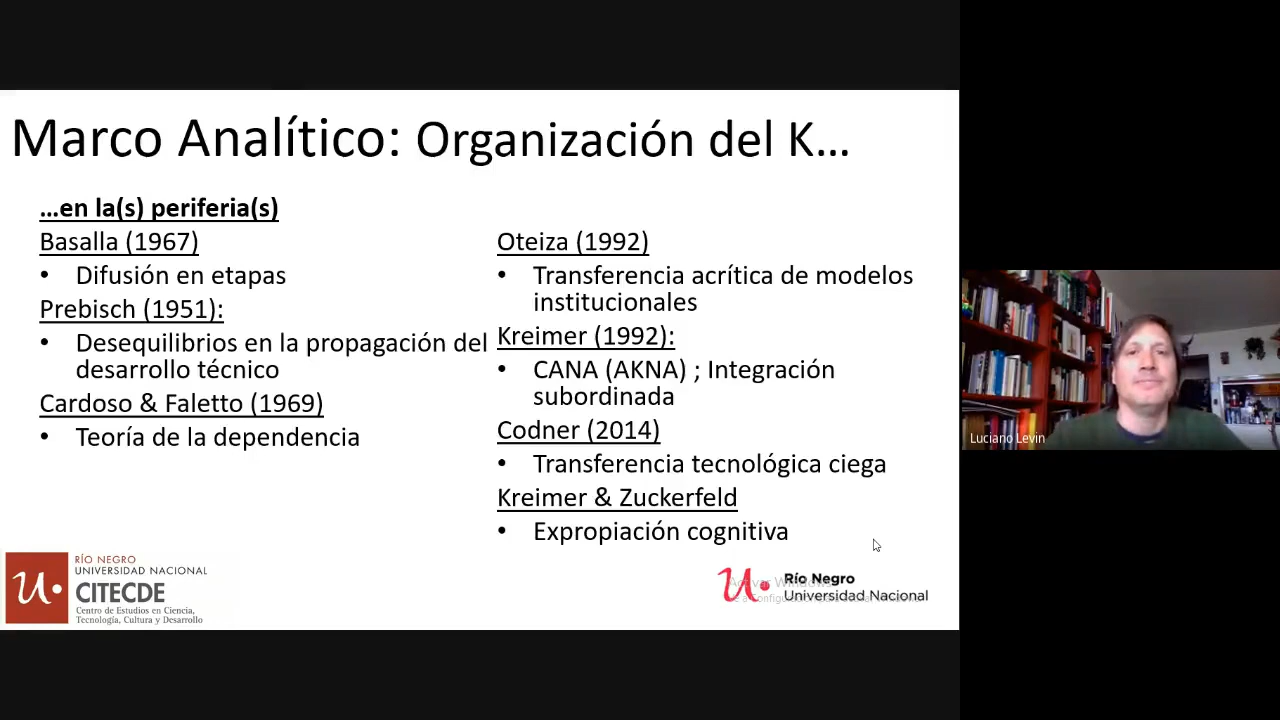 Marco Analítico: Organización del K...
...en la(s) periferia(s)
Basalla (1967)
• Difusión en etapas
Prebisch (1951):
• Desequilibrios en la propagación del
desarrollo técnico
Cardoso & Faletto (1969)
• Teoría de la dependencia
Oteiza (1992)
• Transferencia acrítica de modelos
institucionales
Kreimer (1992):
• CANA (AKNA) ; Integración
subordinada
Codner (2014)
• Transferencia tecnológica ciega
Kreimer & Zuckerfeld
• Expropiación cognitiva
RÍO NEGRO
UNIVERSIDAD NACIONAL
CITECDE
Centro de Estudios en Ciencia,
Tecnología, Cultura y Desarrollo
Río Negro
Universidad Nacional
Activar Windows
Luciano Levin